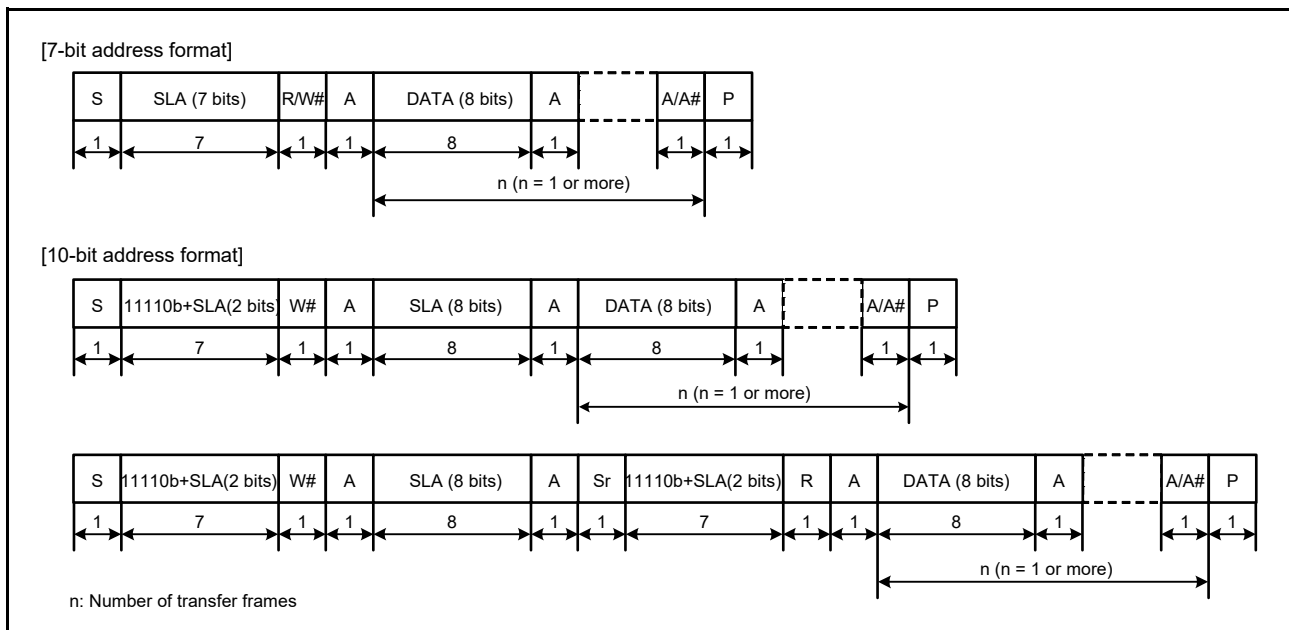 [7-bit address format]
S SLA (7 bits) R/W# A DATA (8 bits) A A/A# P
1 7 1 1 8 1 1 1
n (n = 1 or more)
[10-bit address format]
S 11110b+SLA(2 bits) W# A SLA (8 bits) A DATA (8 bits) A A/A# P
1 7 1 1 8 1 8 1 1 1
n (n = 1 or more)
S 11110b+SLA(2 bits) W# A SLA (8 bits) A Sr 11110b+SLA(2 bits) R A DATA (8 bits) A A/A# P
1 7 1 1 8 1 1 7 1 1 8 1 1 1
n (n = 1 or more)
n: Number of transfer frames